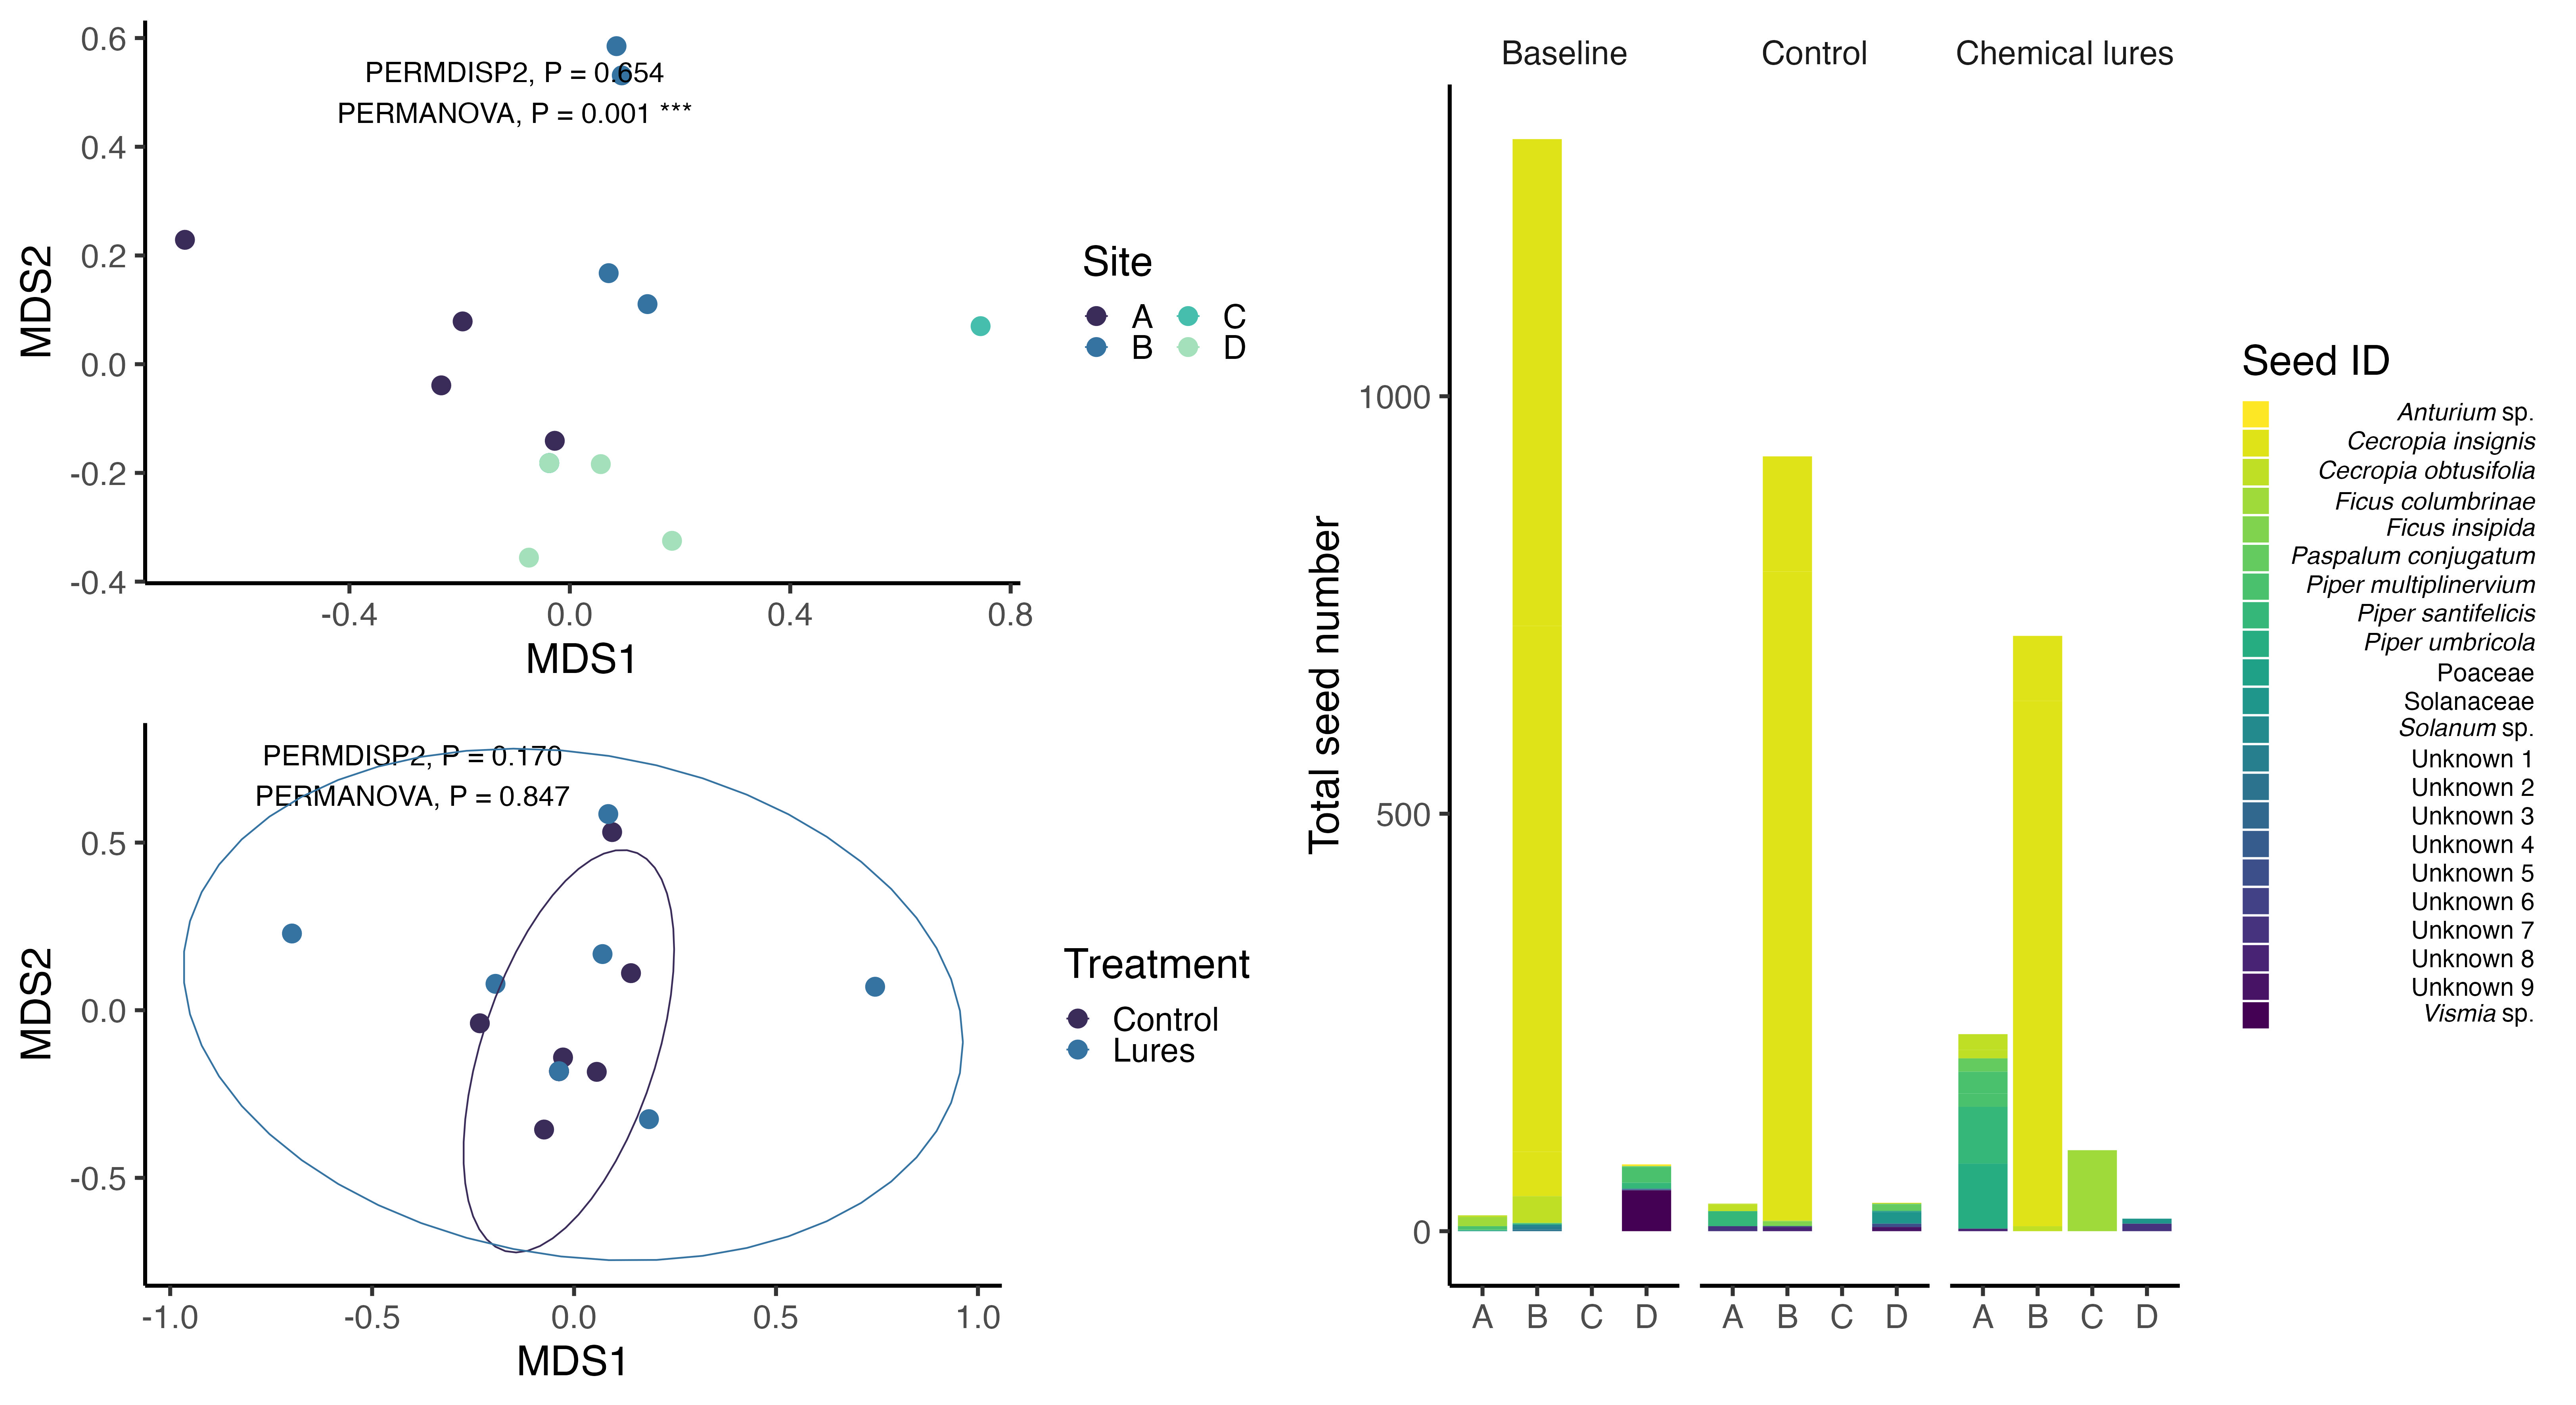 0.6
0.4
0.2
0.0
-0.2
-0.4
MDS2
PERMDISP2, P = 0.654
PERMANOVA, P = 0.001 ***
-0.4 0.0 0.4 0.8
MDS1
Site
A C
B D
0.5
0.0
-0.5
MDS2
PERMDISP2, P = 0.170
PERMANOVA, P = 0.847
-1.0 -0.5 0.0 0.5 1.0
MDS1
Treatment
Control
Lures
Baseline Control Chemical lures
Total seed number
1000
500
0
A B C D A B C D A B C D
Seed ID
Anturium sp.
Cecropia insignis
Cecropia obtusifolia
Ficus columbrinae
Ficus insipida
Paspalum conjugatum
Piper multiplinervium
Piper santifelicis
Piper umbricola
Poaceae
Solanaceae
Solanum sp.
Unknown 1
Unknown 2
Unknown 3
Unknown 4
Unknown 5
Unknown 6
Unknown 7
Unknown 8
Unknown 9
Vismia sp.